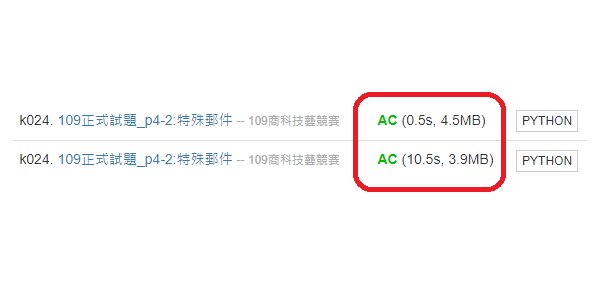 k024. 109正式試題_p4-2:特殊郵件 -- 109商科技藝競賽 AC (0.5s, 4.5MB) PYTHON
k024. 109正式試題_p4-2:特殊郵件 -- 109商科技藝競賽 AC (10.5s, 3.9MB) PYTHON